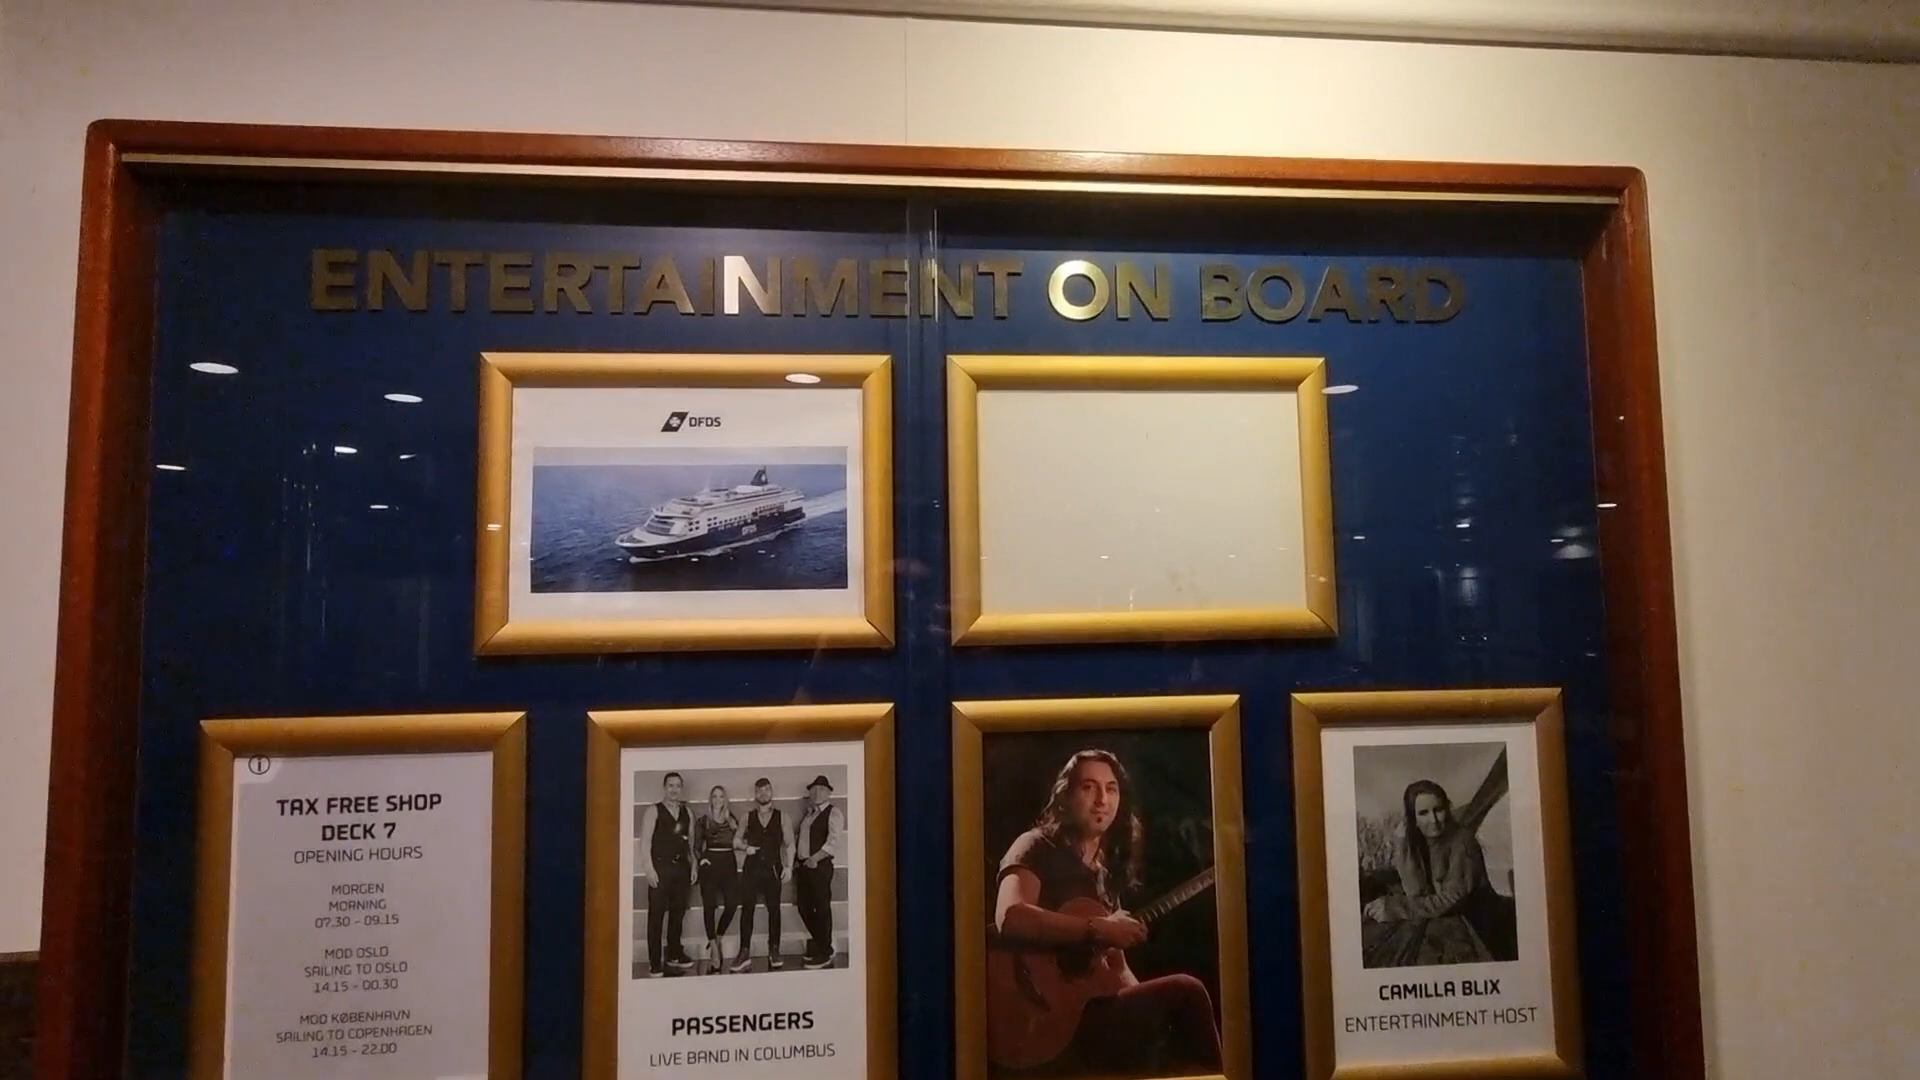 ENTERTAINMENT ON BOARD
DFDS
DFDS
TAX FREE SHOP
DECK 7
OPENING HOURS
MORGEN
MORNING
07.30 - 09.15
MOD OSLO
SAILING TO OSLO
14.15 - 00.30
MOD KØBENHAVN
SAILING TO COPENHAGEN
14.15 - 22.00
PASSENGERS
LIVE BAND IN COLUMBUS
CAMILLA BLIX
ENTERTAINMENT HOST